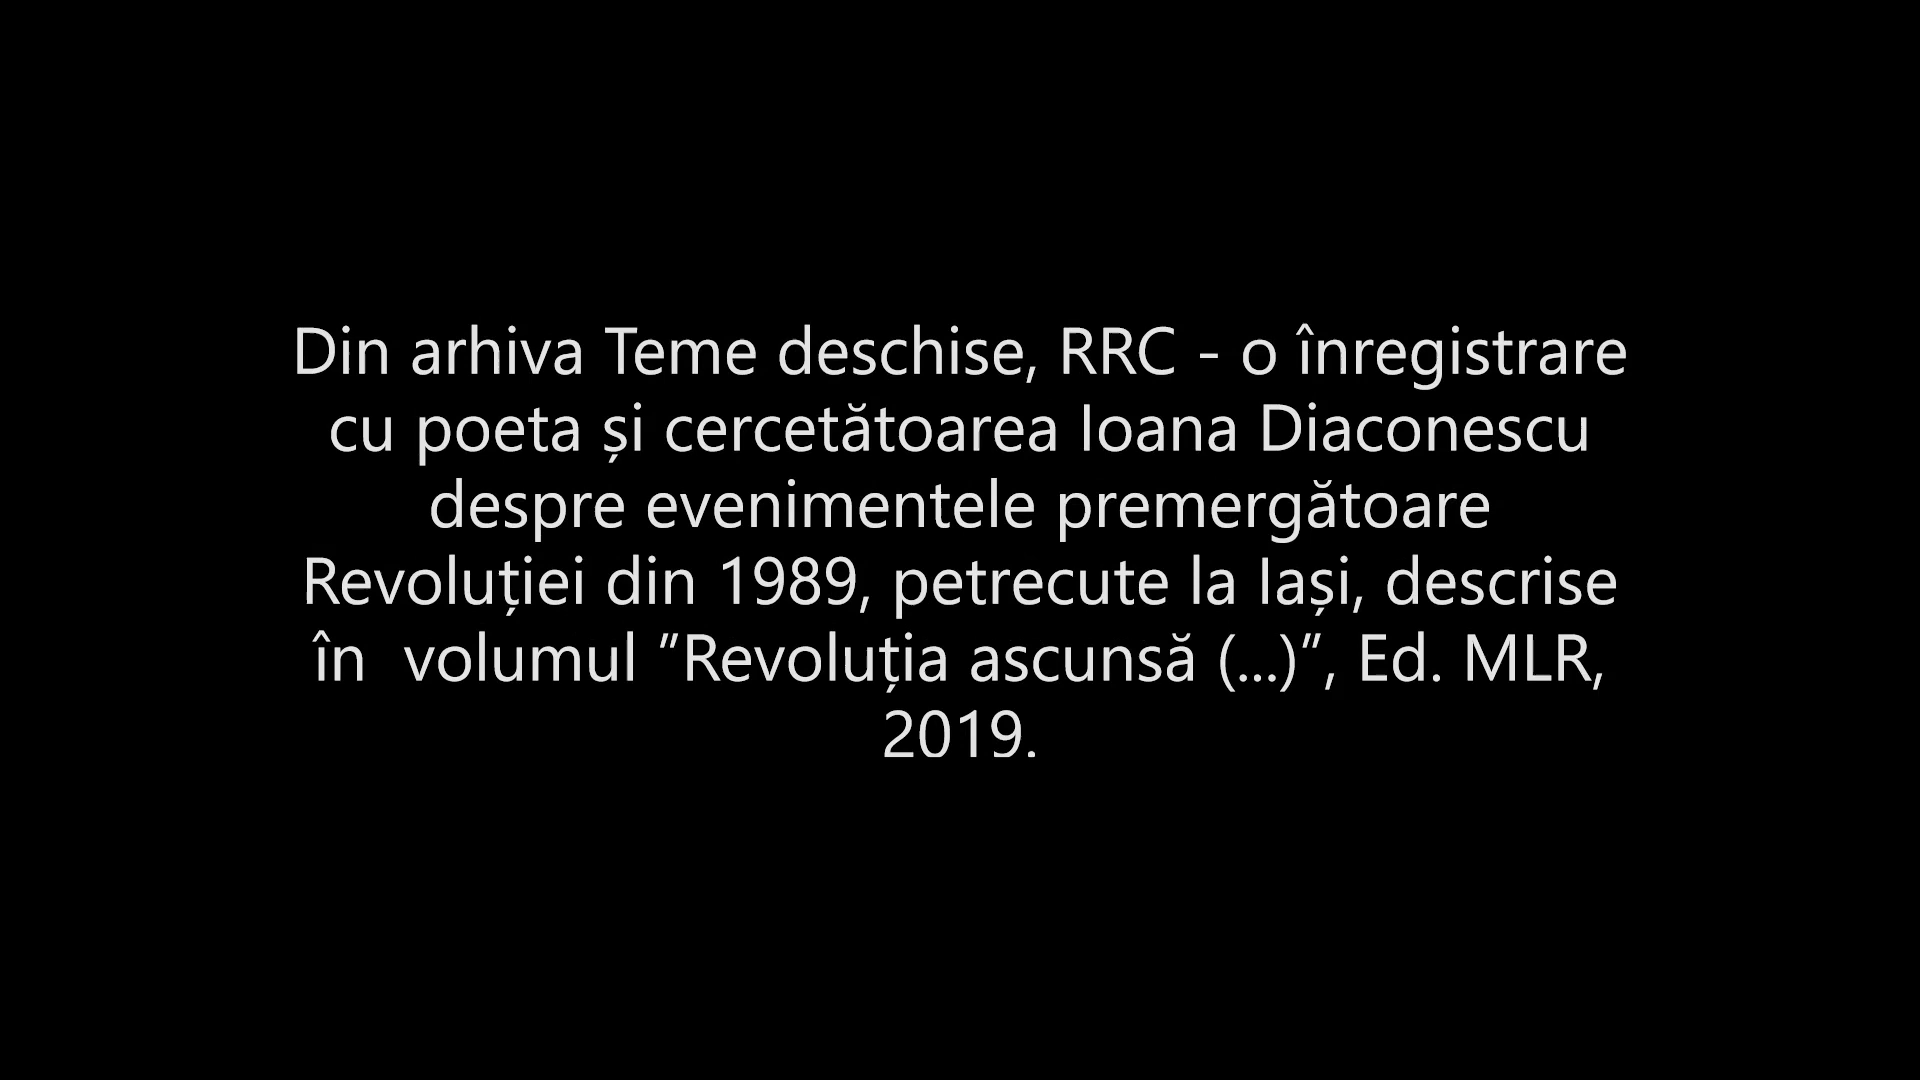 Din arhiva Teme deschise, RRC - o înregistrare
cu poeta și cercetătoarea Ioana Diaconescu
despre evenimentele premergătoare
Revoluției din 1989, petrecute la Iași, descrise
în  volumul ”Revoluția ascunsă (...)”, Ed. MLR,
2019.